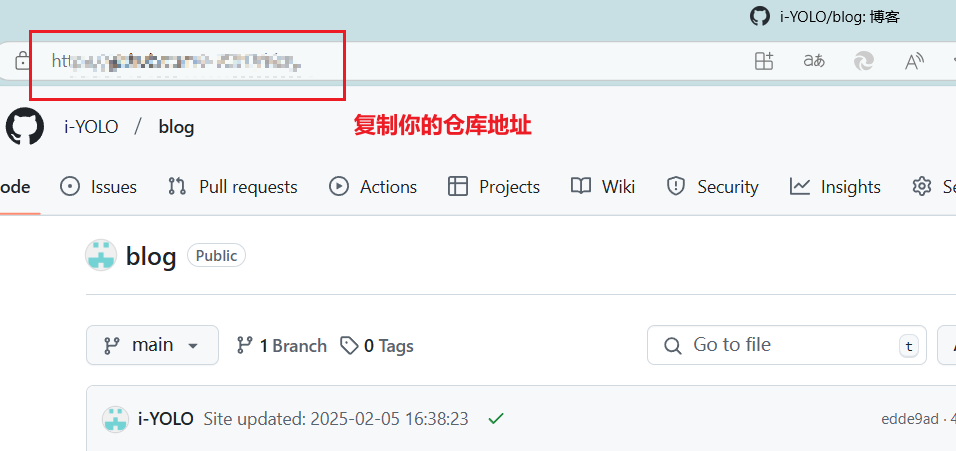 i-YOLO/blog: 博客
i-YOLO / blog
复制你的仓库地址
ode Issues Pull requests Actions Projects Wiki Security Insights Se
blog Public
main 1 Branch 0 Tags Go to file t
i-YOLO Site updated: 2025-02-05 16:38:23 edde9ad · 4